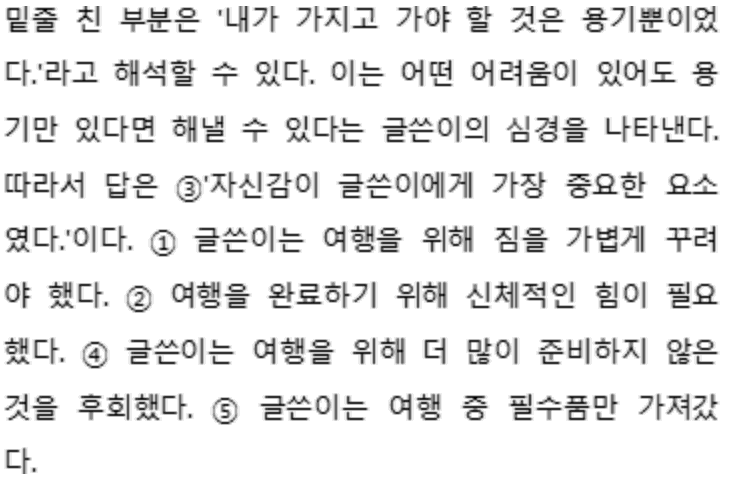 밑줄 친 부분은 '내가 가지고 가야 할 것은 용기뿐이었
다.'라고 해석할 수 있다. 이는 어떤 어려움이 있어도 용
기만 있다면 해낼 수 있다는 글쓴이의 심경을 나타낸다.
따라서 답은 ③'자신감이 글쓴이에게 가장 중요한 요소
였다.'이다. ① 글쓴이는 여행을 위해 짐을 가볍게 꾸려
야 했다. ② 여행을 완료하기 위해 신체적인 힘이 필요
했다. ④ 글쓴이는 여행을 위해 더 많이 준비하지 않은
것을 후회했다. ⑤ 글쓴이는 여행 중 필수품만 가져갔
다.